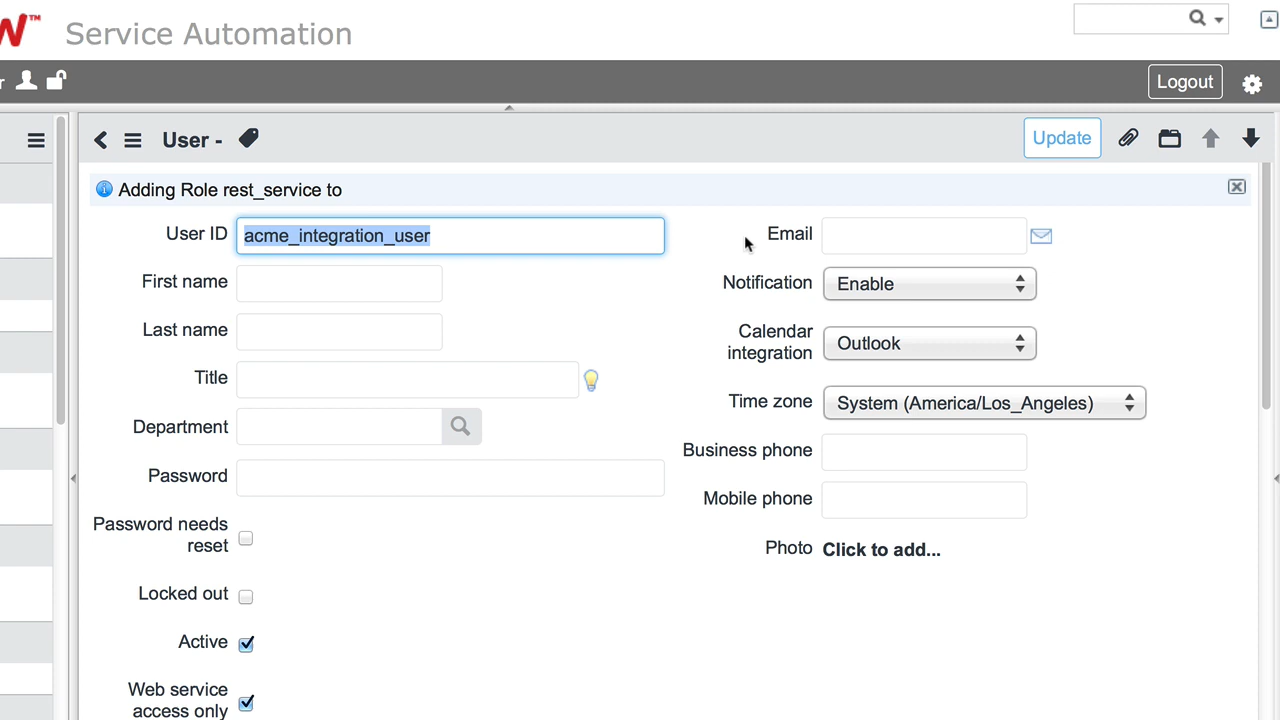 W™ Service Automation
r
Logout
User -
Update
Adding Role rest_service to
User ID acme_integration_user
First name
Last name
Title
Department
Password
Password needs
reset
Locked out
Active
Web service
access only
Email
Notification Enable
Calendar
integration Outlook
Time zone System (America/Los_Angeles)
Business phone
Mobile phone
Photo Click to add...